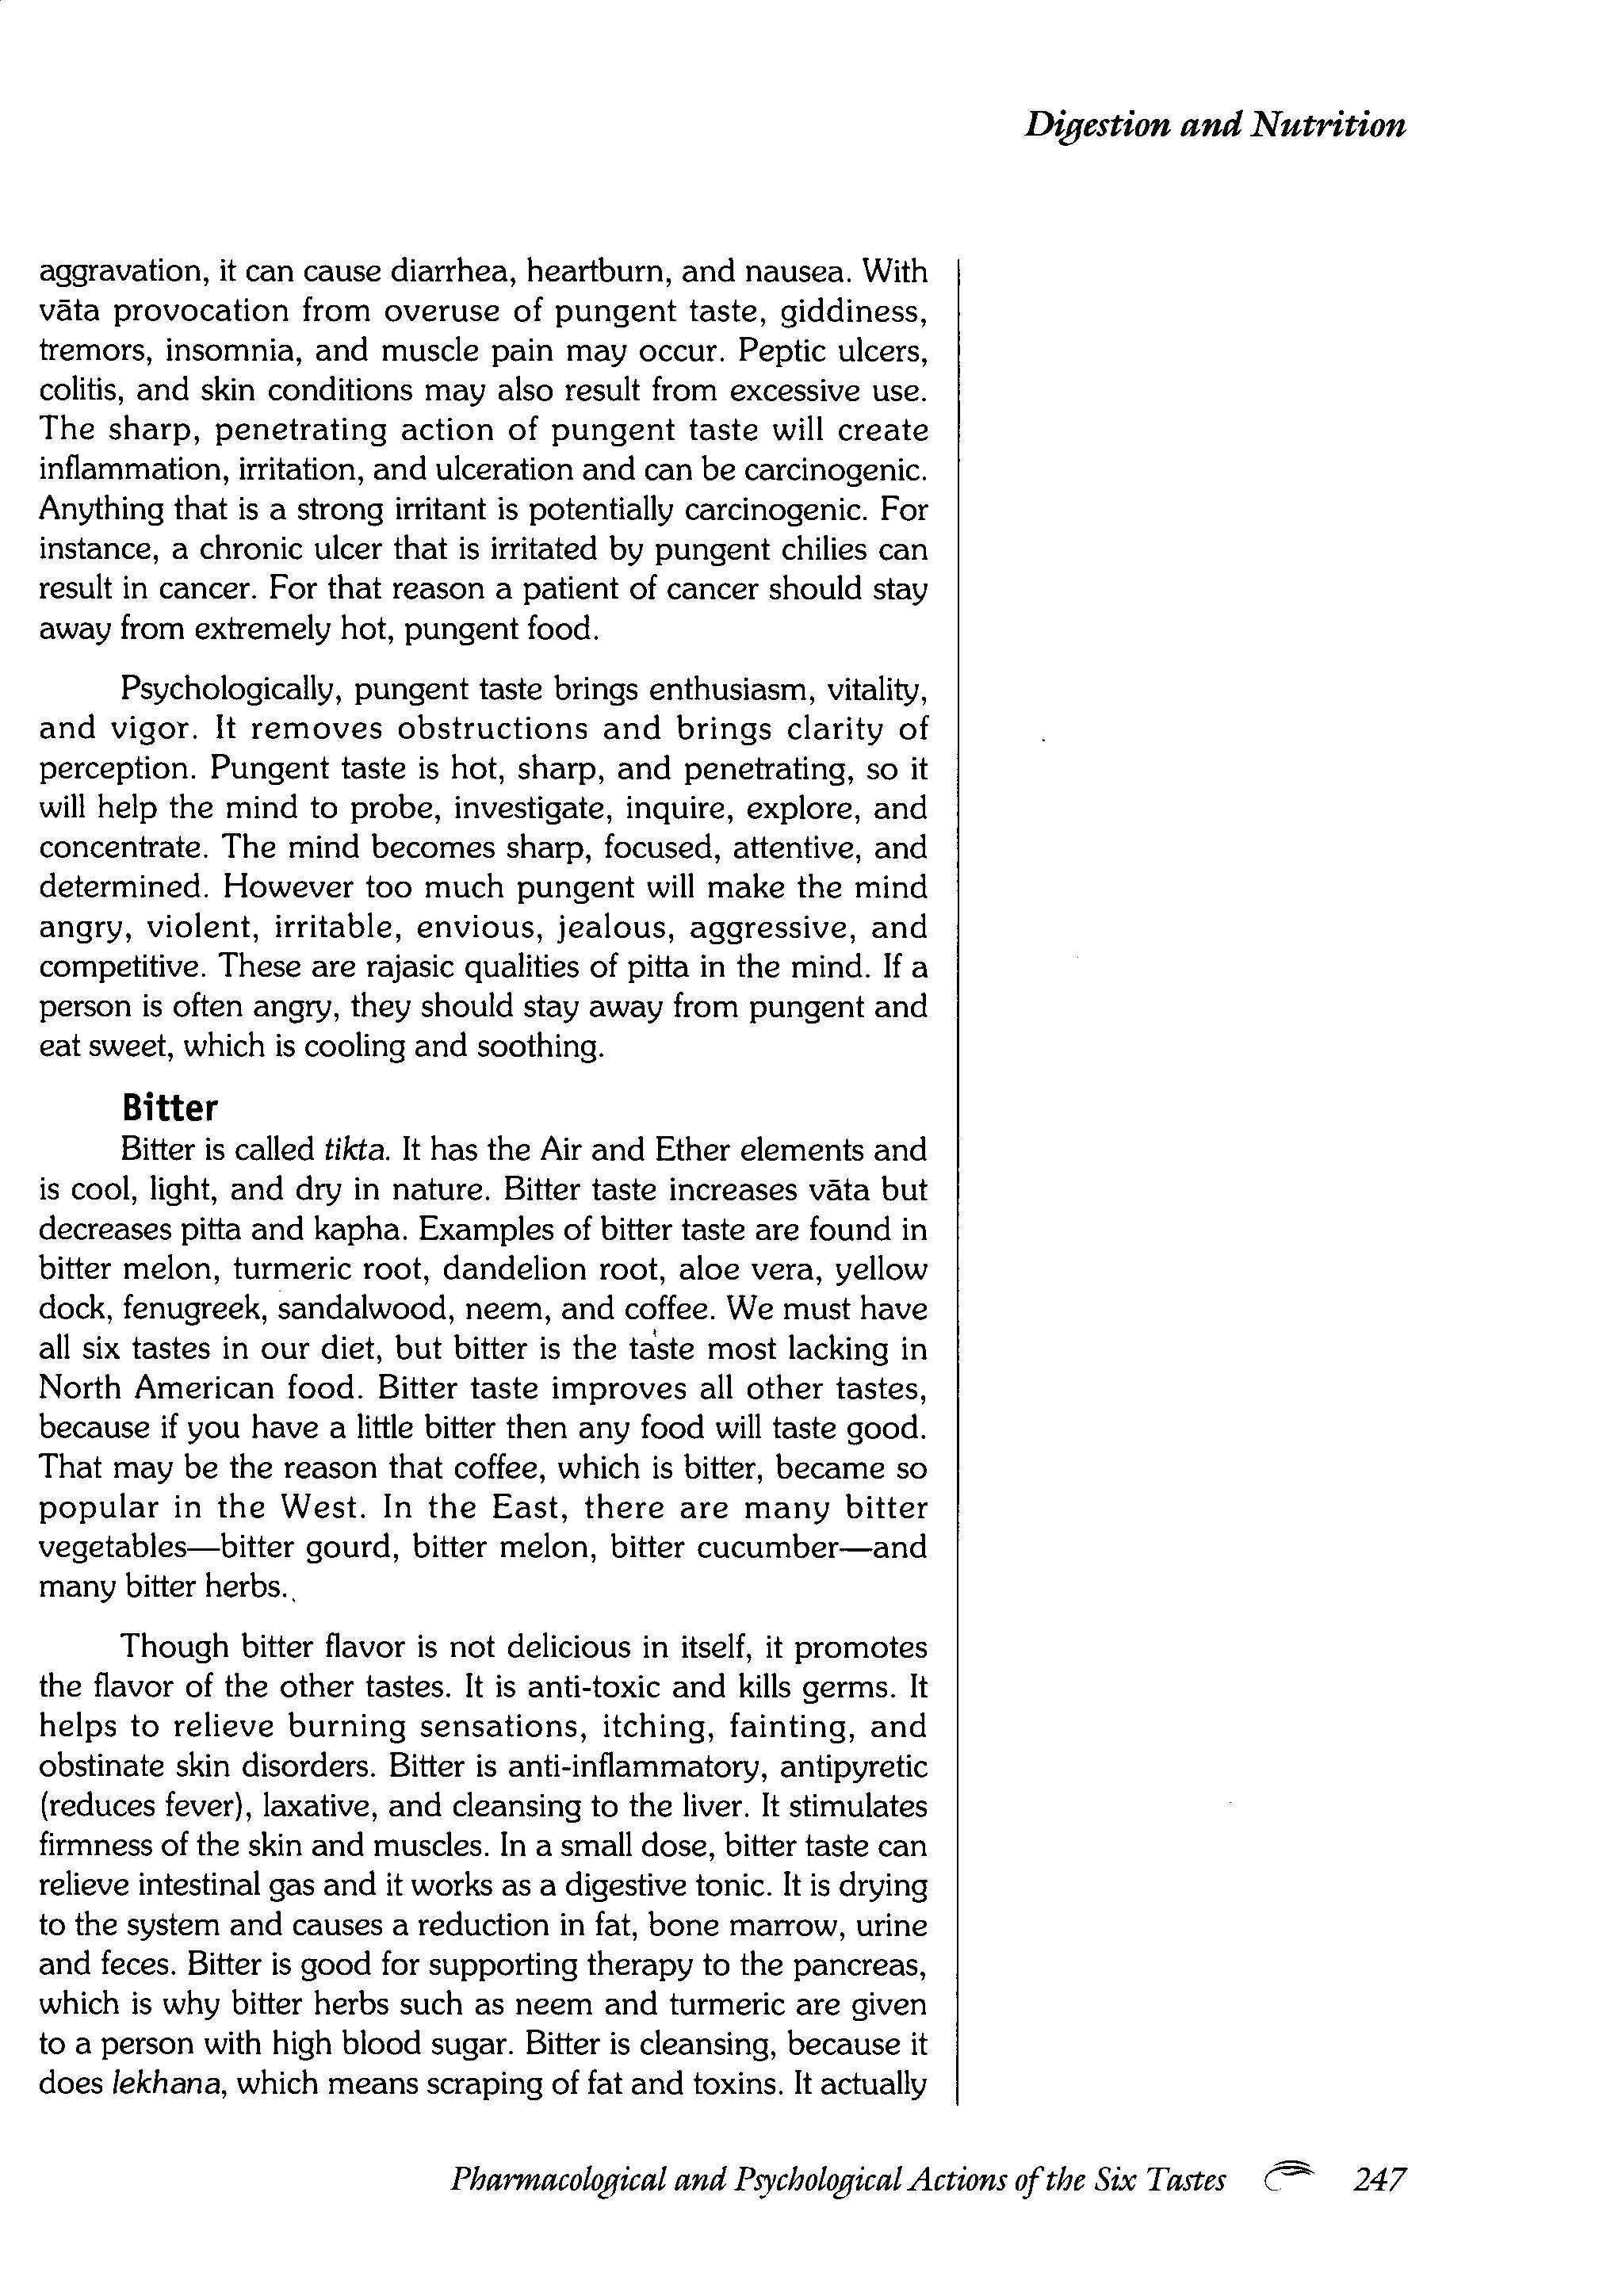 Digestion and Nutrition
aggravation, it can cause diarrhea, heartburn, and nausea. With
vāta provocation from overuse of pungent taste, giddiness,
tremors, insomnia, and muscle pain may occur. Peptic ulcers,
colitis, and skin conditions may also result from excessive use.
The sharp, penetrating action of pungent taste will create
inflammation, irritation, and ulceration and can be carcinogenic.
Anything that is a strong irritant is potentially carcinogenic. For
instance, a chronic ulcer that is irritated by pungent chilies can
result in cancer. For that reason a patient of cancer should stay
away from extremely hot, pungent food.
Psychologically, pungent taste brings enthusiasm, vitality,
and vigor. It removes obstructions and brings clarity of
perception. Pungent taste is hot, sharp, and penetrating, so it
will help the mind to probe, investigate, inquire, explore, and
concentrate. The mind becomes sharp, focused, attentive, and
determined. However too much pungent will make the mind
angry, violent, irritable, envious, jealous, aggressive, and
competitive. These are rajasic qualities of pitta in the mind. If a
person is often angry, they should stay away from pungent and
eat sweet, which is cooling and soothing.
Bitter
Bitter is called tikta. It has the Air and Ether elements and
is cool, light, and dry in nature. Bitter taste increases vāta but
decreases pitta and kapha. Examples of bitter taste are found in
bitter melon, turmeric root, dandelion root, aloe vera, yellow
dock, fenugreek, sandalwood, neem, and coffee. We must have
all six tastes in our diet, but bitter is the taste most lacking in
North American food. Bitter taste improves all other tastes,
because if you have a little bitter then any food will taste good.
That may be the reason that coffee, which is bitter, became so
popular in the West. In the East, there are many bitter
vegetables—bitter gourd, bitter melon, bitter cucumber—and
many bitter herbs.
Though bitter flavor is not delicious in itself, it promotes
the flavor of the other tastes. It is anti-toxic and kills germs. It
helps to relieve burning sensations, itching, fainting, and
obstinate skin disorders. Bitter is anti-inflammatory, antipyretic
(reduces fever), laxative, and cleansing to the liver. It stimulates
firmness of the skin and muscles. In a small dose, bitter taste can
relieve intestinal gas and it works as a digestive tonic. It is drying
to the system and causes a reduction in fat, bone marrow, urine
and feces. Bitter is good for supporting therapy to the pancreas,
which is why bitter herbs such as neem and turmeric are given
to a person with high blood sugar. Bitter is cleansing, because it
does lekhana, which means scraping of fat and toxins. It actually
Pharmacological and Psychological Actions of the Six Tastes 247